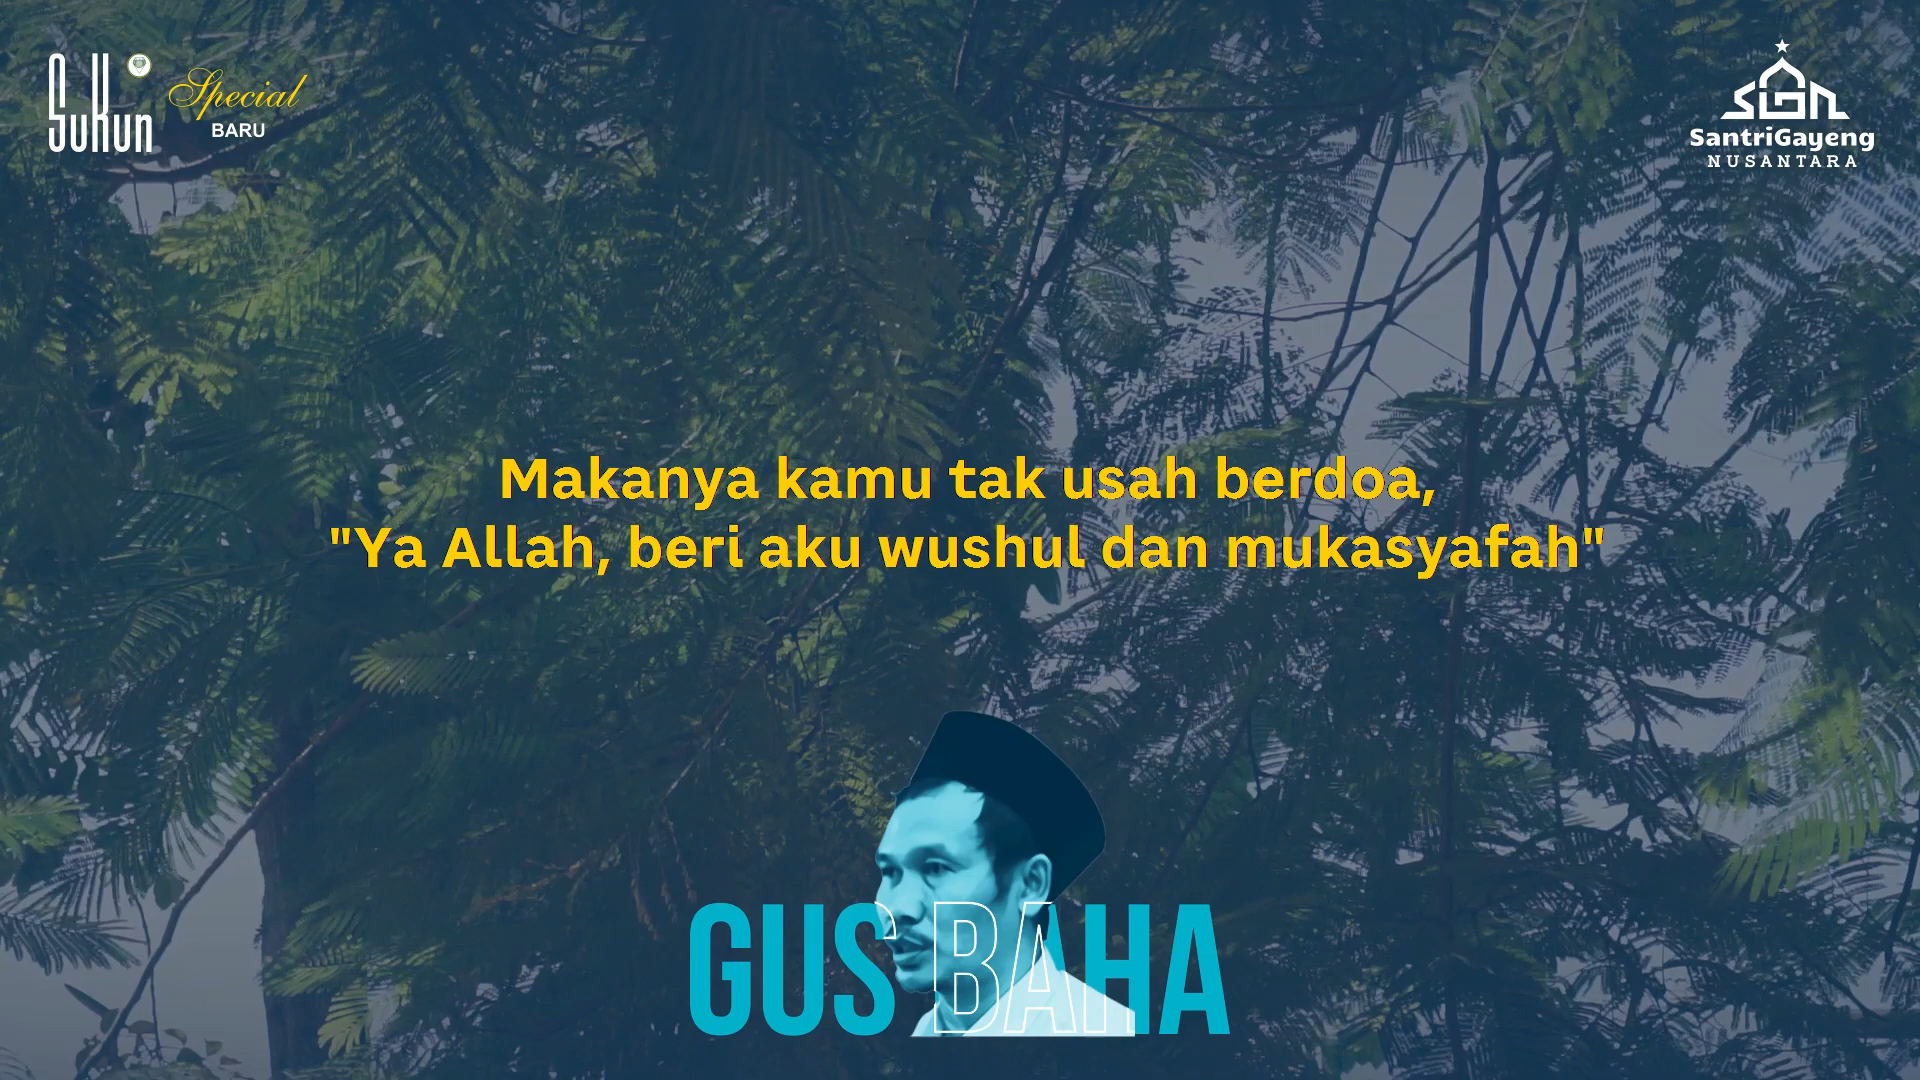 Sukun
Special
BARU
SIGN
SantriGayeng
NUSANTARA
Makanya kamu tak usah berdoa,
"Ya Allah, beri aku wushul dan mukasyafah"
GUS BAHA